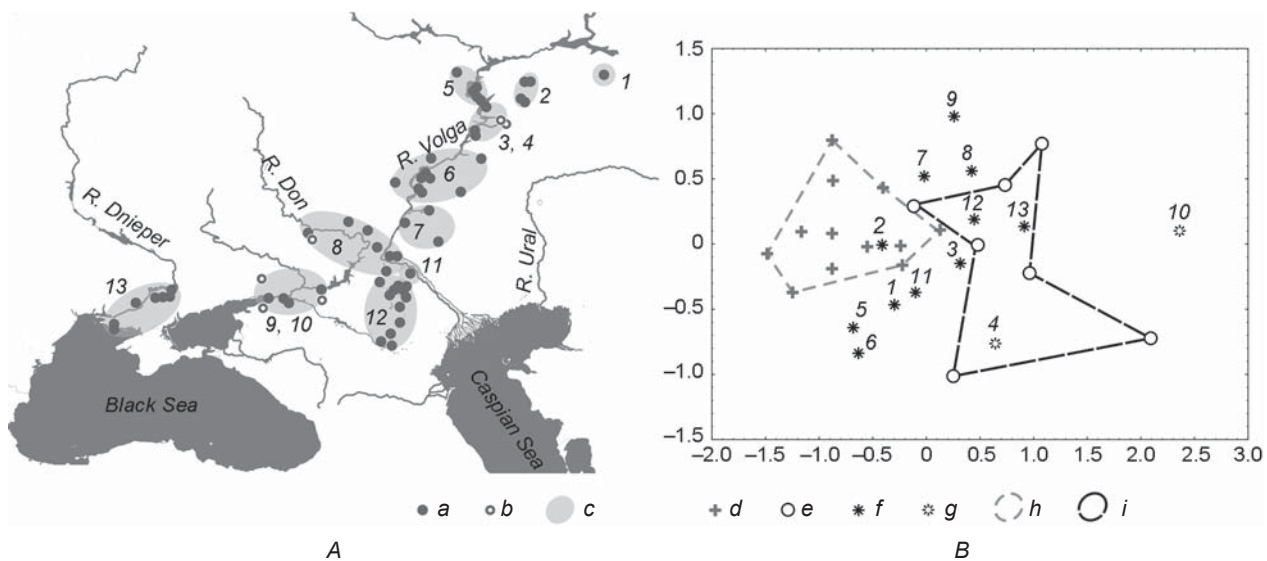 1
5
2
3, 4
R. Volga
6
R. Don
R. Dnieper
7
8
11
R. Ural
13
9, 10
12
Black Sea
Caspian Sea
a
b
c
A
1.5
1.0
0.5
0
–0.5
–1.0
–1.5
–2.0 –1.5 –1.0 –0.5 0 0.5 1.0 1.5 2.0 2.5 3.0
9
7
8
12
13
10
2
3
11
1
5
6
4
d
e
f
g
h
i
B